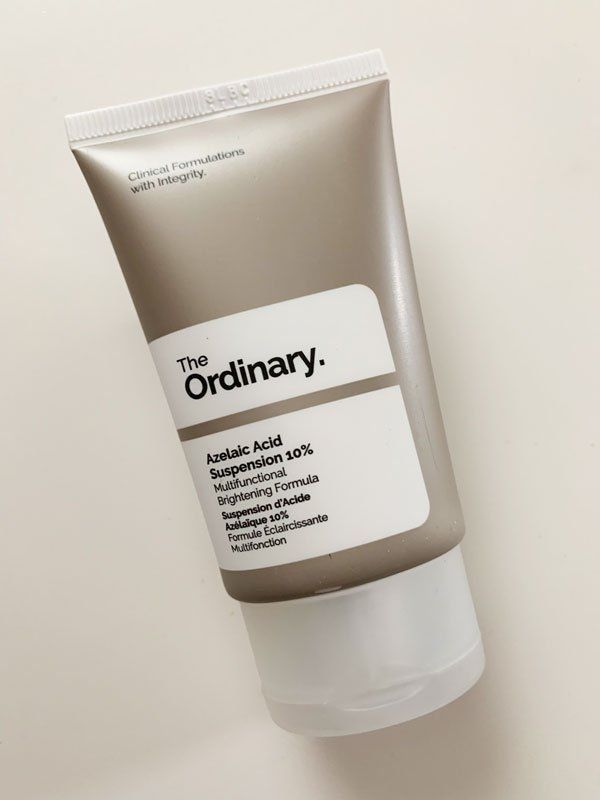 SLBC
Clinical Formulations
with Integrity.
The
Ordinary.
Azelaic Acid
Suspension 10%
Multifunctional
Brightening Formula
Suspension d'Acide
Azélaïque 10%
Formule Éclaircissante
Multifonction